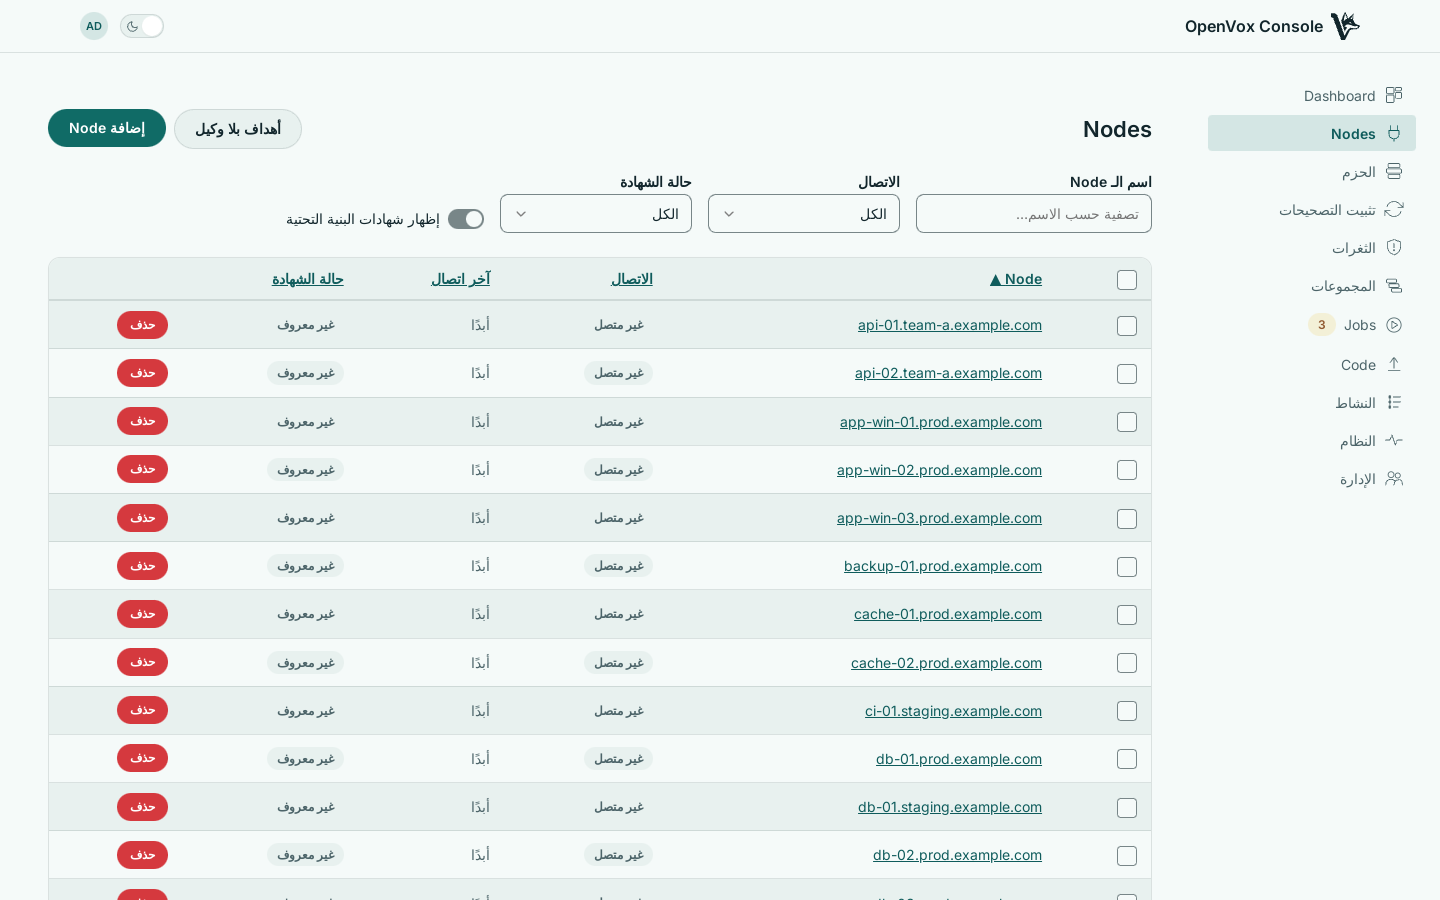 OpenVox Console
AD
Dashboard
Nodes
الحزم
تثبيت التصحيحات
الثغرات
المجموعات
Jobs 3
Code
النشاط
النظام
الإدارة
Nodes
أهداف بلا وكيل
إضافة Node
اسم الـ Node
الاتصال
حالة الشهادة
تصفية حسب الاسم...
الكل
الكل
إظهار شهادات البنية التحتية
Node ▲ الاتصال آخر اتصال حالة الشهادة
api-01.team-a.example.com غير متصل أبدًا غير معروف حذف
api-02.team-a.example.com غير متصل أبدًا غير معروف حذف
app-win-01.prod.example.com غير متصل أبدًا غير معروف حذف
app-win-02.prod.example.com غير متصل أبدًا غير معروف حذف
app-win-03.prod.example.com غير متصل أبدًا غير معروف حذف
backup-01.prod.example.com غير متصل أبدًا غير معروف حذف
cache-01.prod.example.com غير متصل أبدًا غير معروف حذف
cache-02.prod.example.com غير متصل أبدًا غير معروف حذف
ci-01.staging.example.com غير متصل أبدًا غير معروف حذف
db-01.prod.example.com غير متصل أبدًا غير معروف حذف
db-01.staging.example.com غير متصل أبدًا غير معروف حذف
db-02.prod.example.com غير متصل أبدًا غير معروف حذف